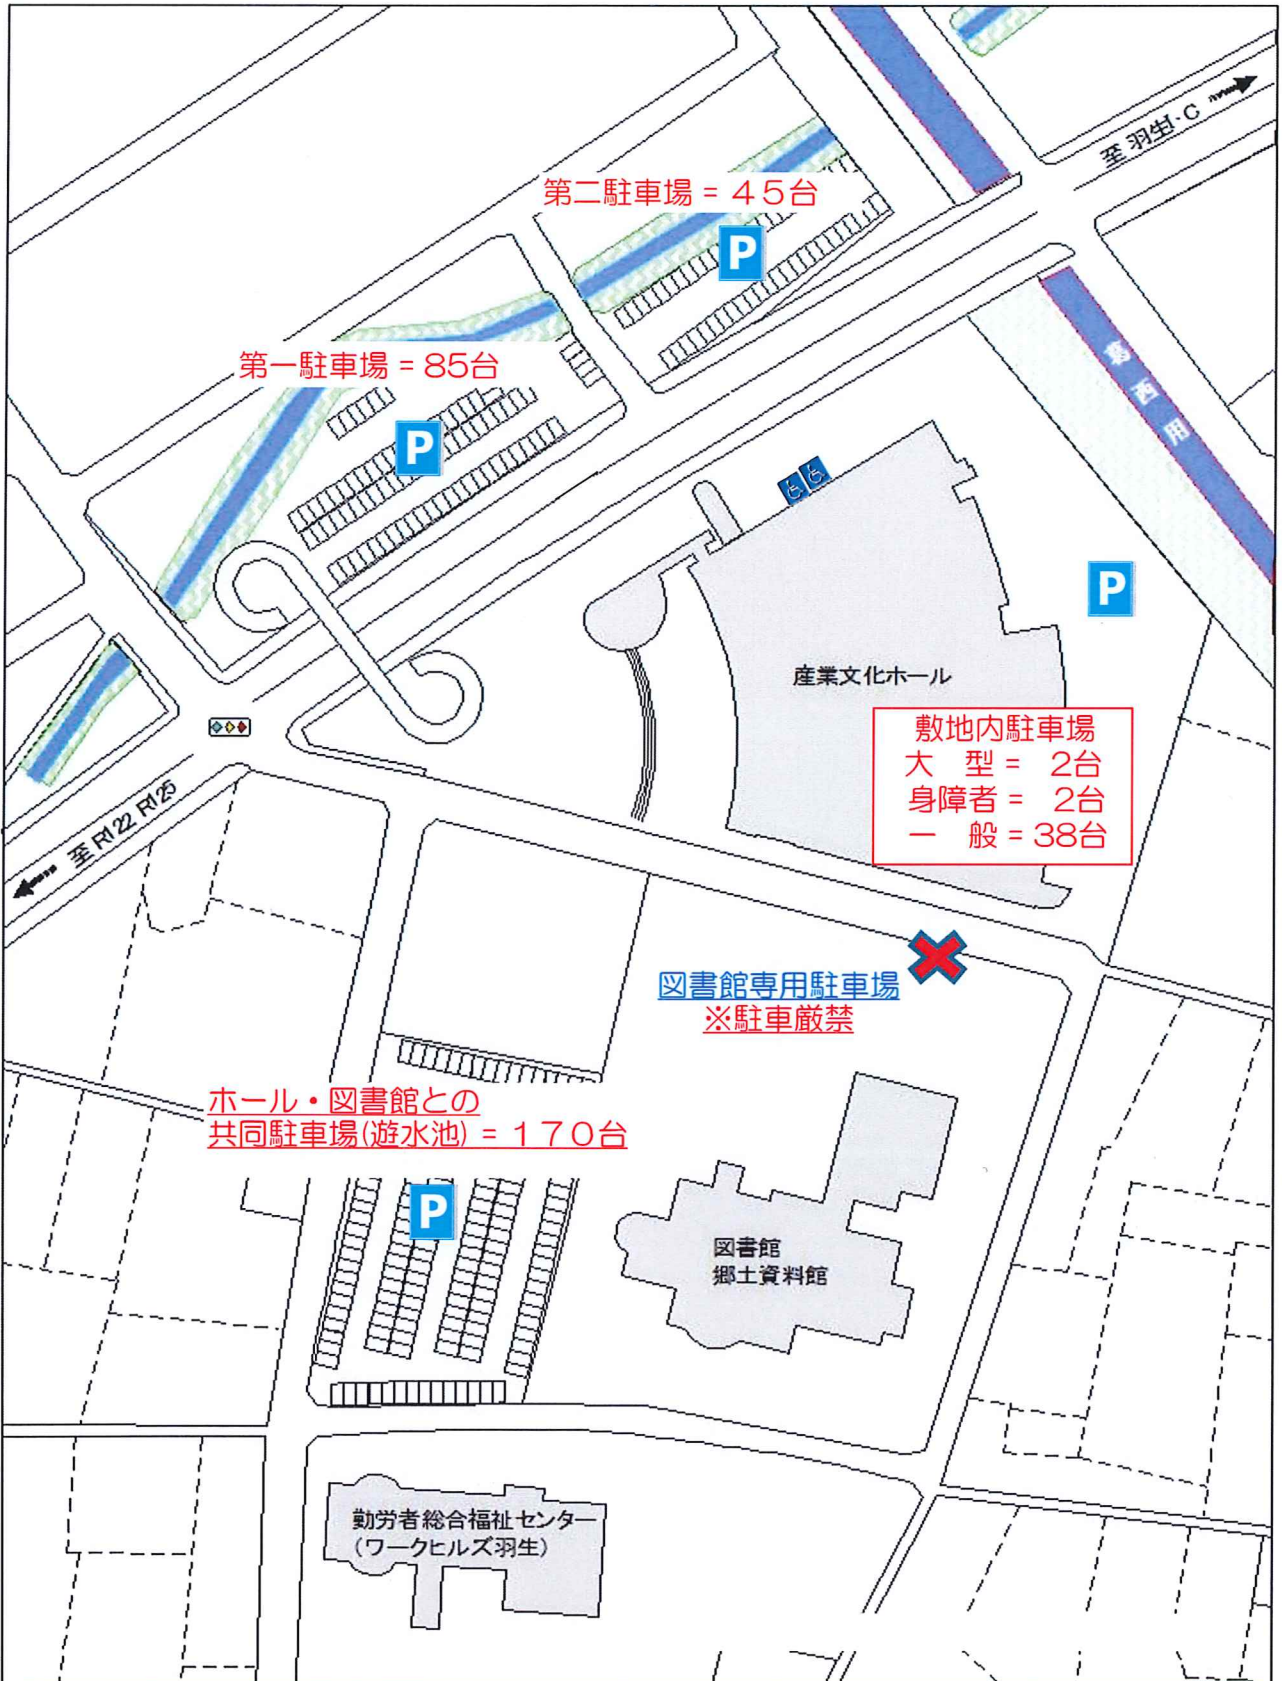 至 羽生I・C
第二駐車場 = ４５台
P
第一駐車場 = 85台
P
葛西用
P
産業文化ホール
敷地内駐車場
大　型 =　2台
身障者 =　2台
一　般 = 38台
至 R122 R125
図書館専用駐車場
※駐車厳禁
ホール・図書館との
共同駐車場(遊水池) = １７０台
P
図書館
郷土資料館
勤労者総合福祉センター
（ワークヒルズ羽生）